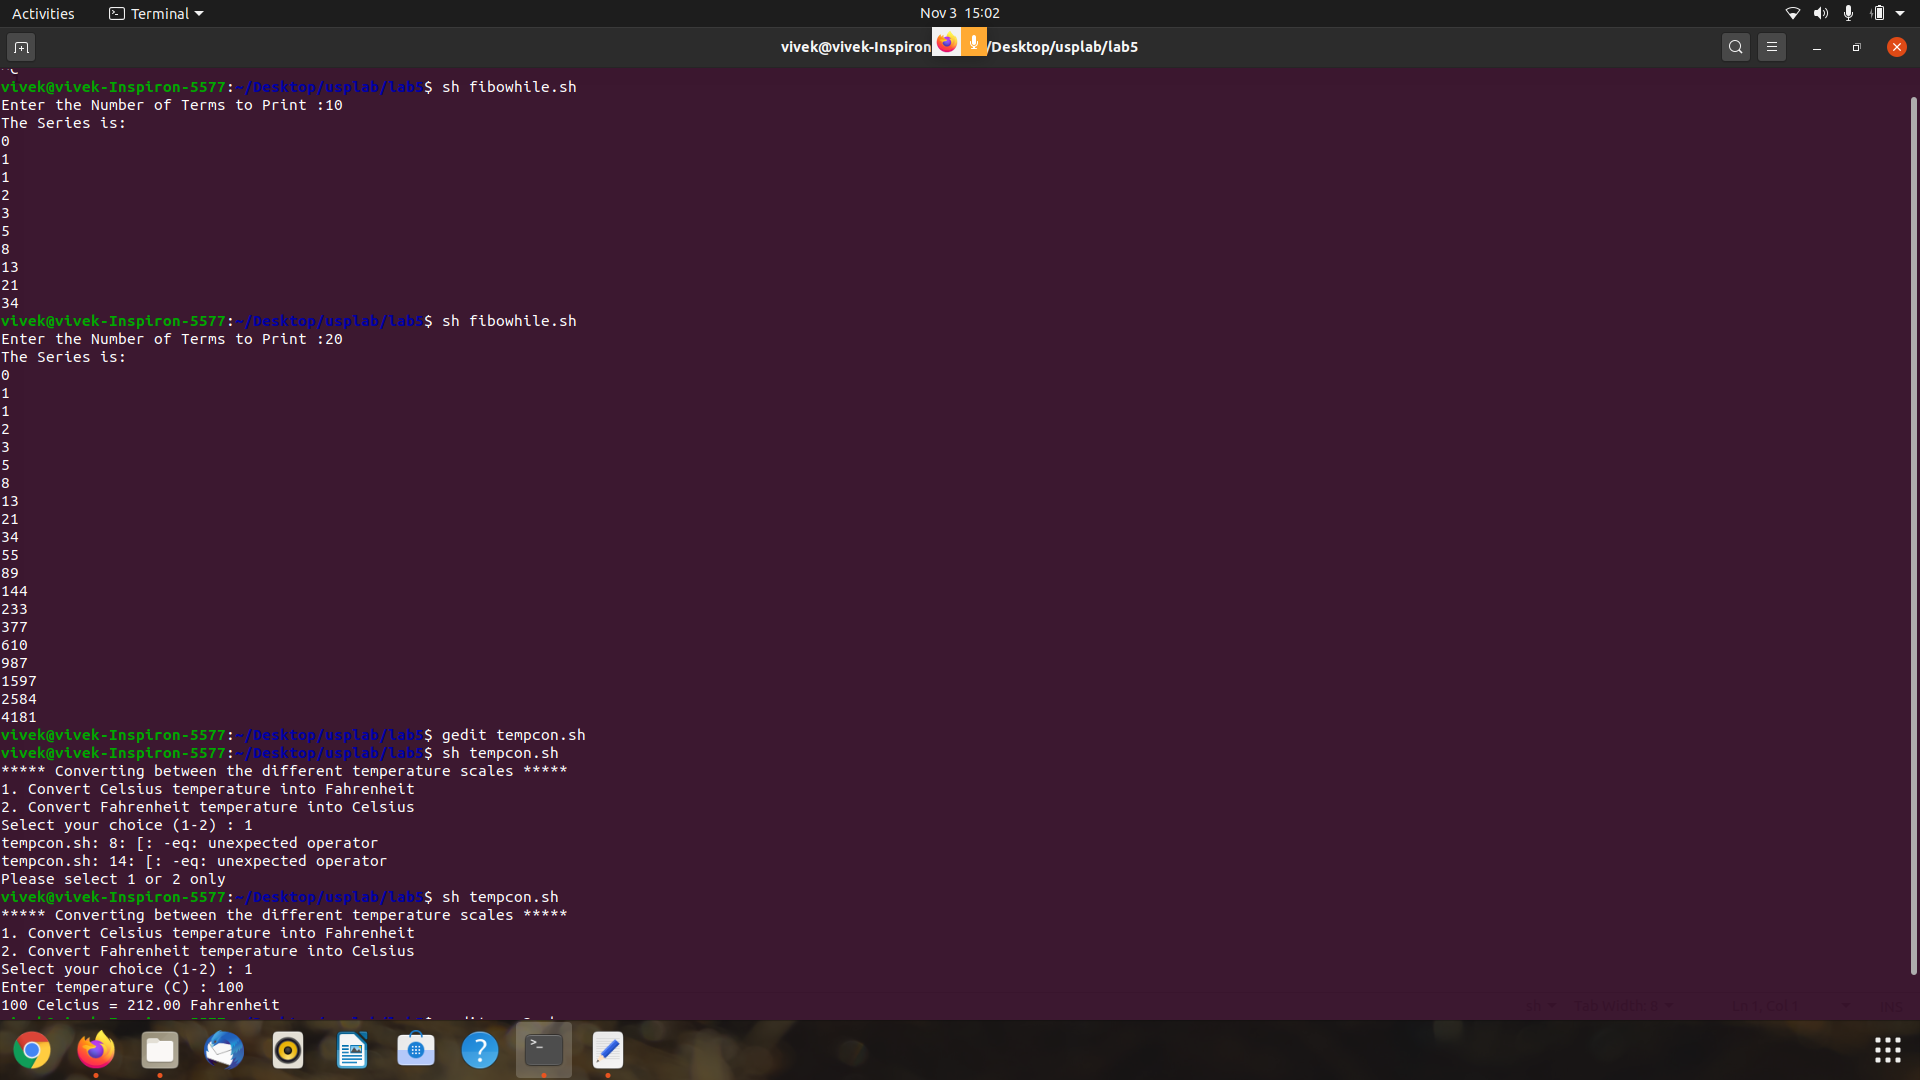 Activities
Terminal
Nov 3 15:02
vivek@vivek-Inspiron
/Desktop/usplab/lab5
^C
vivek@vivek-Inspiron-5577:~/Desktop/usplab/lab5$ sh fibowhile.sh
Enter the Number of Terms to Print :10
The Series is:
0
1
1
2
3
5
8
13
21
34
vivek@vivek-Inspiron-5577:~/Desktop/usplab/lab5$ sh fibowhile.sh
Enter the Number of Terms to Print :20
The Series is:
0
1
1
2
3
5
8
13
21
34
55
89
144
233
377
610
987
1597
2584
4181
vivek@vivek-Inspiron-5577:~/Desktop/usplab/lab5$ gedit tempcon.sh
vivek@vivek-Inspiron-5577:~/Desktop/usplab/lab5$ sh tempcon.sh
***** Converting between the different temperature scales *****
1. Convert Celsius temperature into Fahrenheit
2. Convert Fahrenheit temperature into Celsius
Select your choice (1-2) : 1
tempcon.sh: 8: [: -eq: unexpected operator
tempcon.sh: 14: [: -eq: unexpected operator
Please select 1 or 2 only
vivek@vivek-Inspiron-5577:~/Desktop/usplab/lab5$ sh tempcon.sh
***** Converting between the different temperature scales *****
1. Convert Celsius temperature into Fahrenheit
2. Convert Fahrenheit temperature into Celsius
Select your choice (1-2) : 1
Enter temperature (C) : 100
100 Celcius = 212.00 Fahrenheit